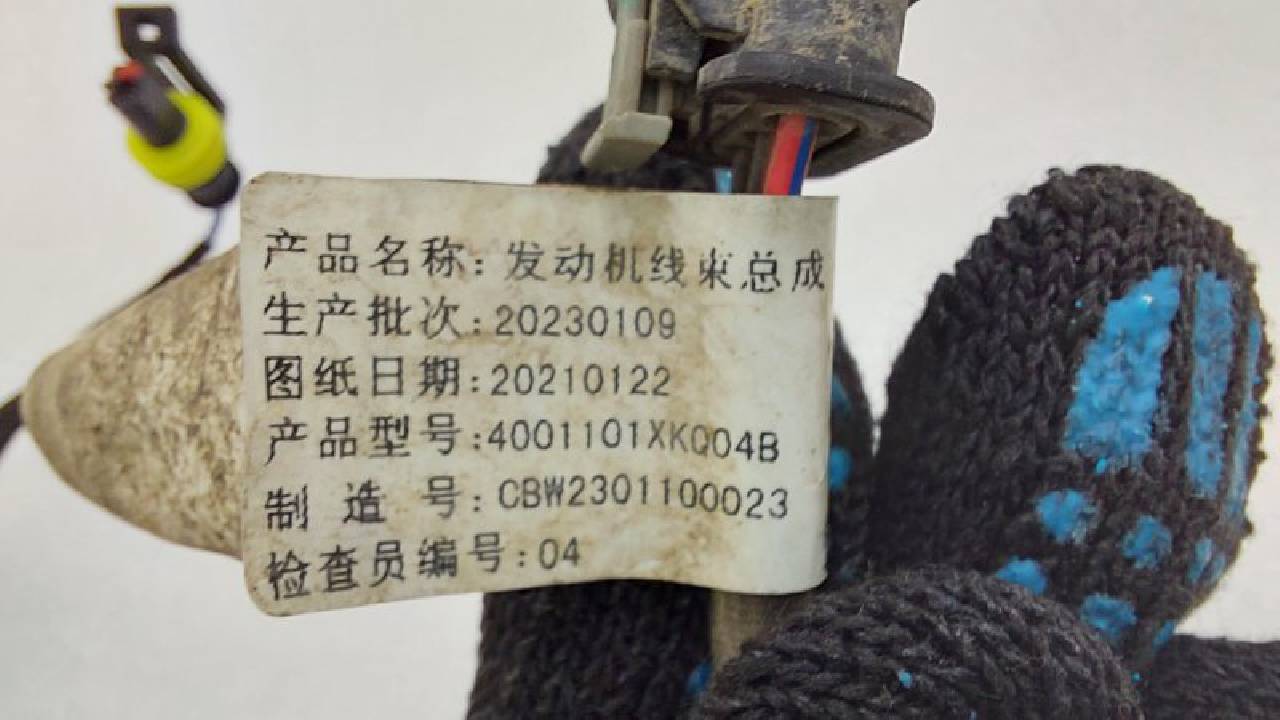 产品名称:发动机线束总成
生产批次:20230109
图纸日期:20210122
产品型号:4001101XKQ04B
制 造 号:CBW2301100023
检查员编号:04